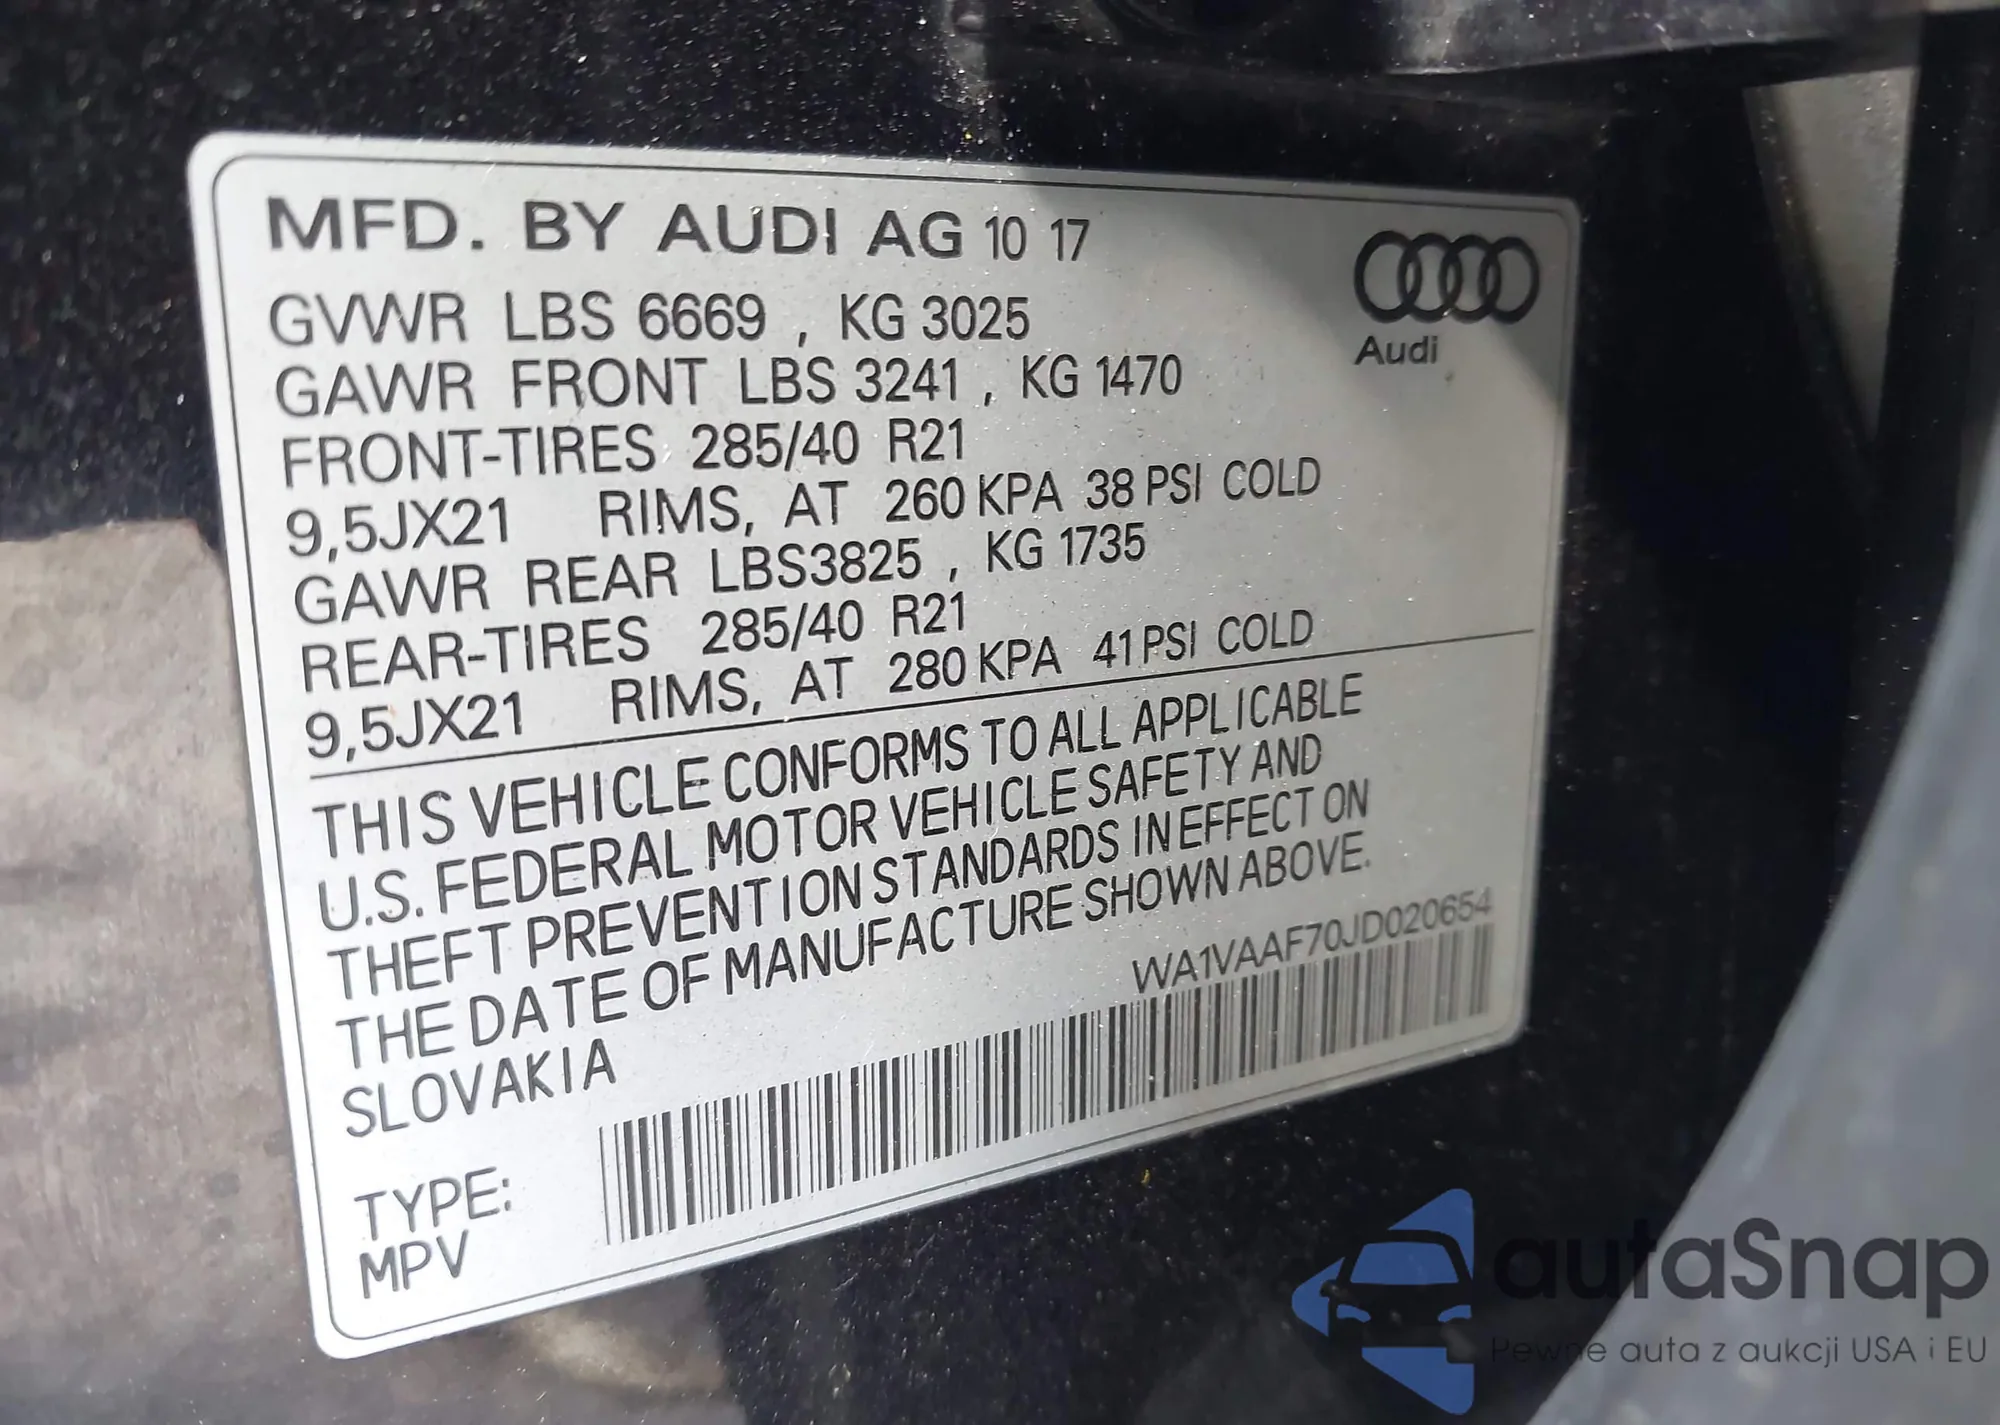 MFD. BY AUDI AG 10 17
GVWR LBS 6669 , KG 3025
GAWR FRONT LBS 3241 , KG 1470
FRONT-TIRES 285/40 R21
9,5JX21 RIMS, AT 260 KPA 38 PSI COLD
GAWR REAR LBS3825 , KG 1735
REAR-TIRES 285/40 R21
9,5JX21 RIMS, AT 280 KPA 41 PSI COLD
Audi
THIS VEHICLE CONFORMS TO ALL APPLICABLE
U.S. FEDERAL MOTOR VEHICLE SAFETY AND
THEFT PREVENTION STANDARDS IN EFFECT ON
THE DATE OF MANUFACTURE SHOWN ABOVE.
SLOVAKIA
WA1VAAF70JD020654
TYPE:
MPV
autaSnap
Pewne auta z aukcji USA i EU